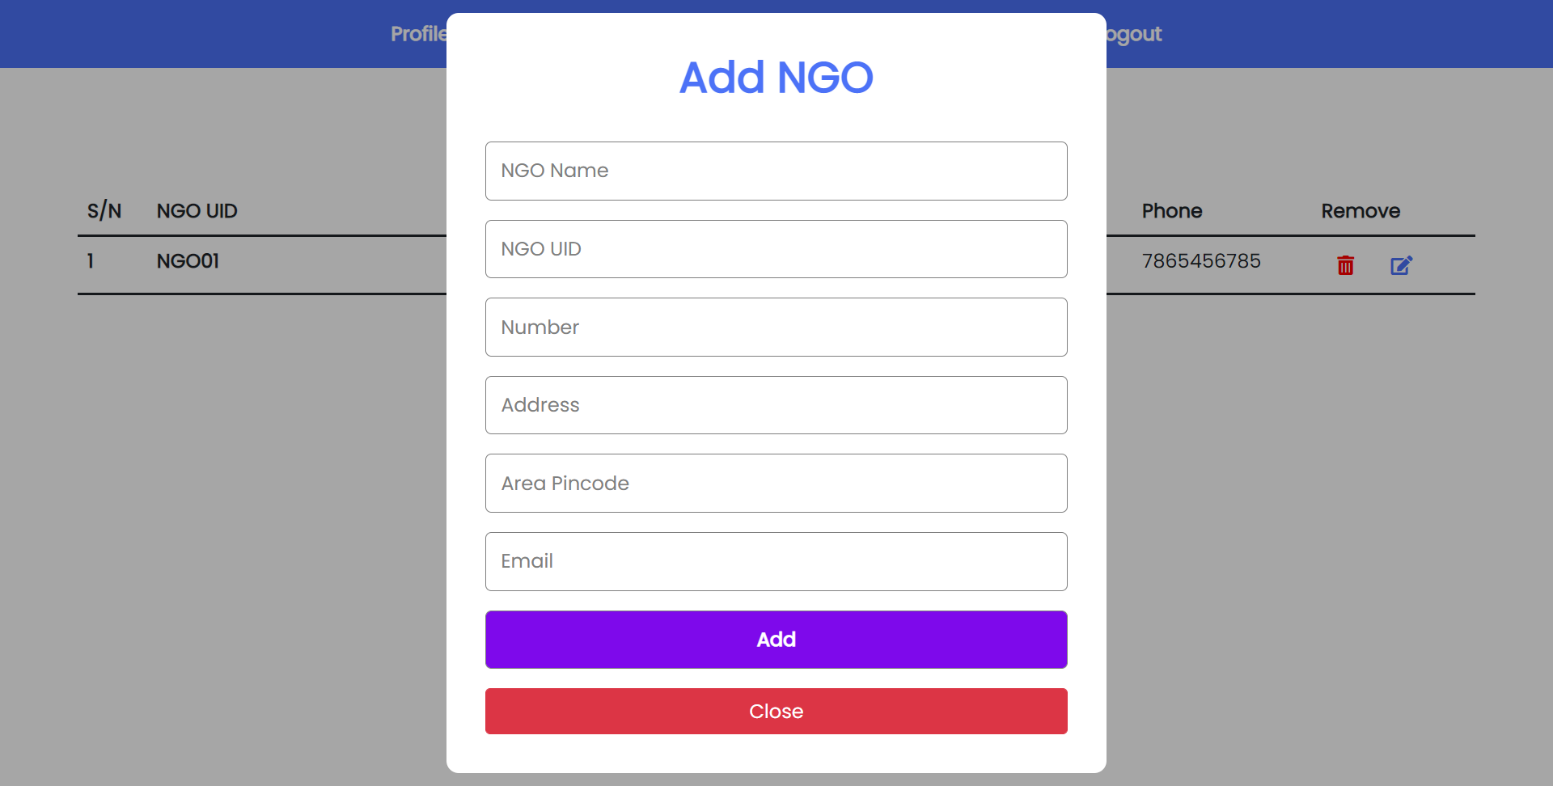 Profile
Add NGO
NGO Name
NGO UID
Number
Address
Area Pincode
Email
Add
Close
ogout
S/N NGO UID Phone Remove
1 NGO01 7865456785